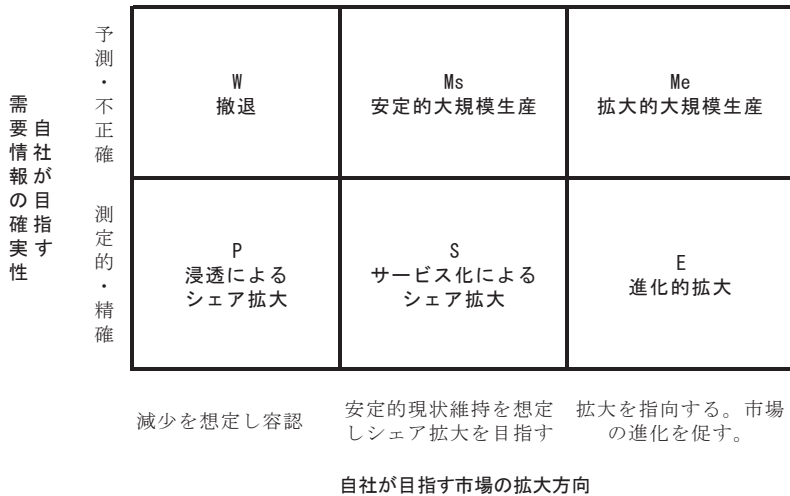 自社が目指す
需要情報の確実性
予測・不正確
測定的・精確
W
撤退
Ms
安定的大規模生産
Me
拡大的大規模生産
P
浸透による
シェア拡大
S
サービス化による
シェア拡大
E
進化的拡大
減少を想定し容認
安定的現状維持を想定
しシェア拡大を目指す
拡大を指向する。市場
の進化を促す。
自社が目指す市場の拡大方向